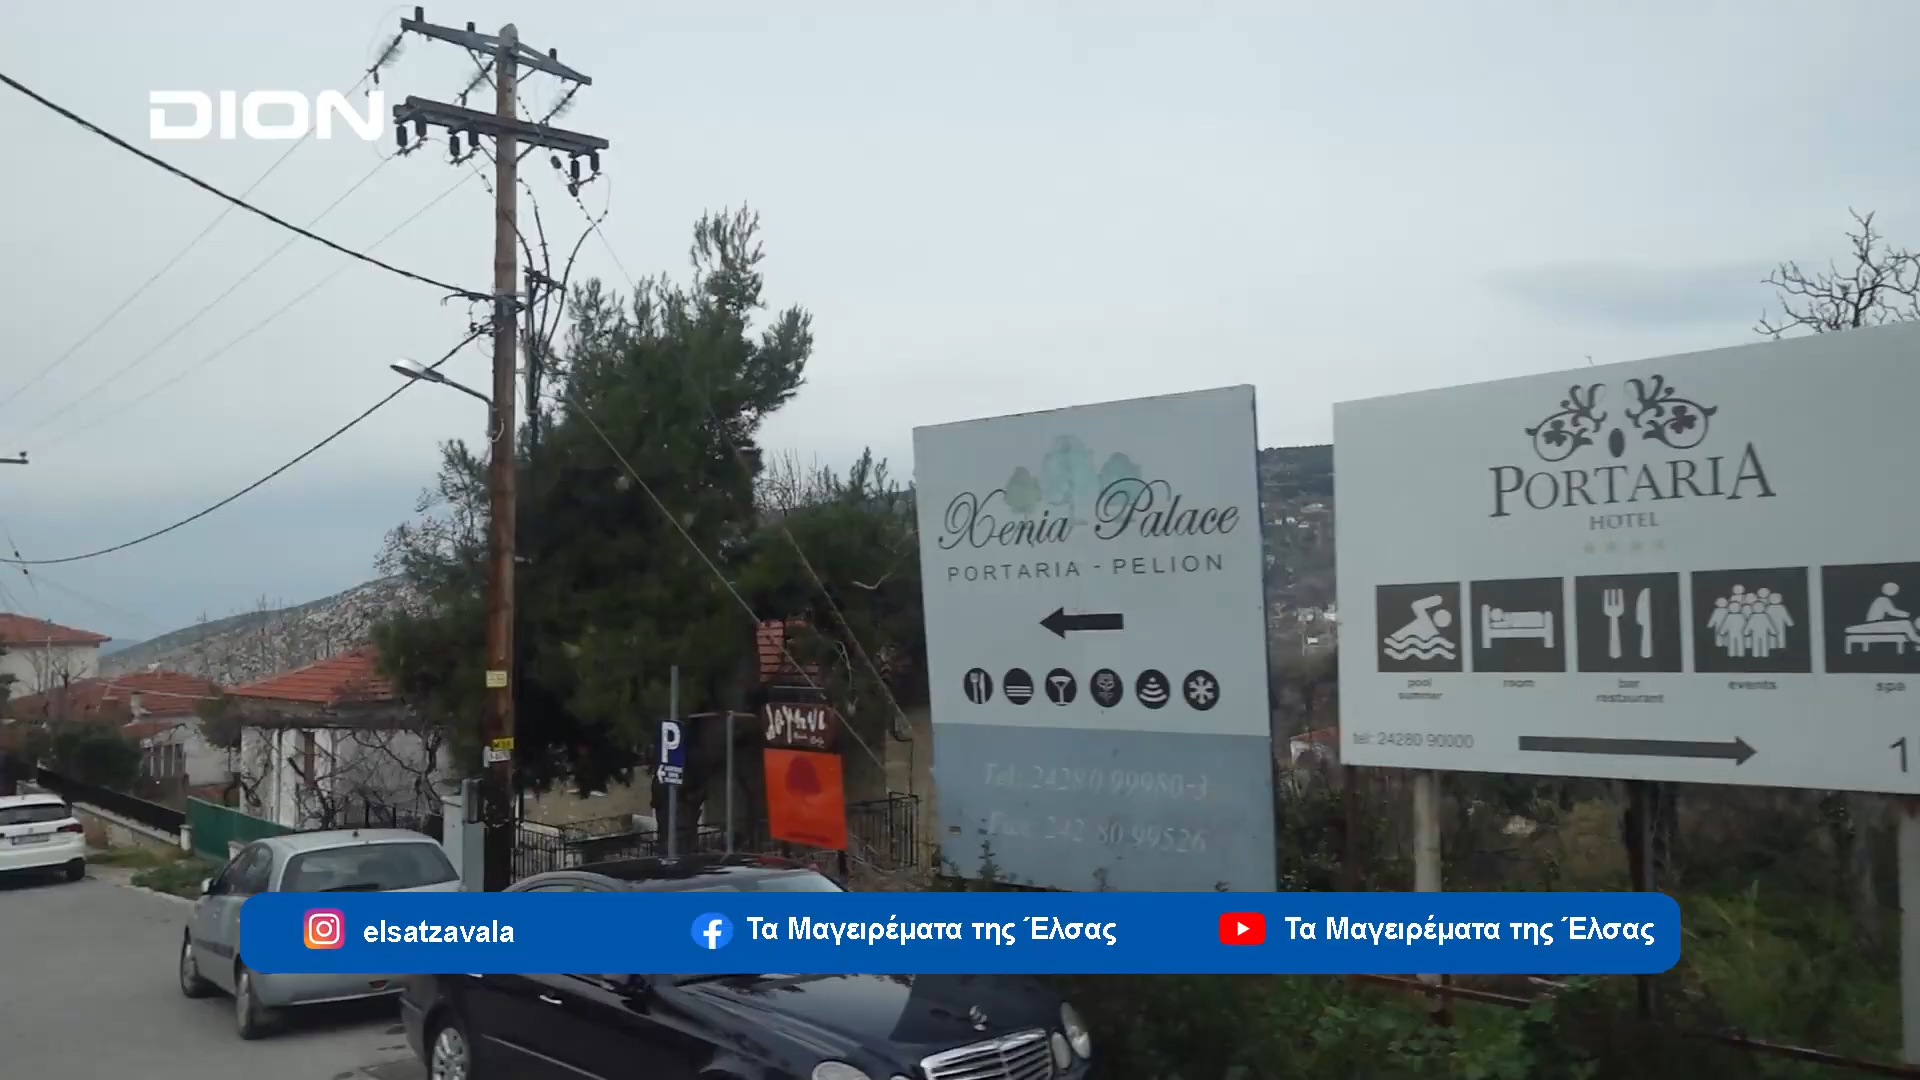 DION
Xenia Palace
PORTARIA - PELION
Tel: 24280 99980-3
Fax: 242 80 99526
PORTARIA
HOTEL
pool
summer
room
bar
restaurant
events
spa
tel: 24280 90000
1
P
elsatzavala
Τα Μαγειρέματα της Έλσας
Τα Μαγειρέματα της Έλσας